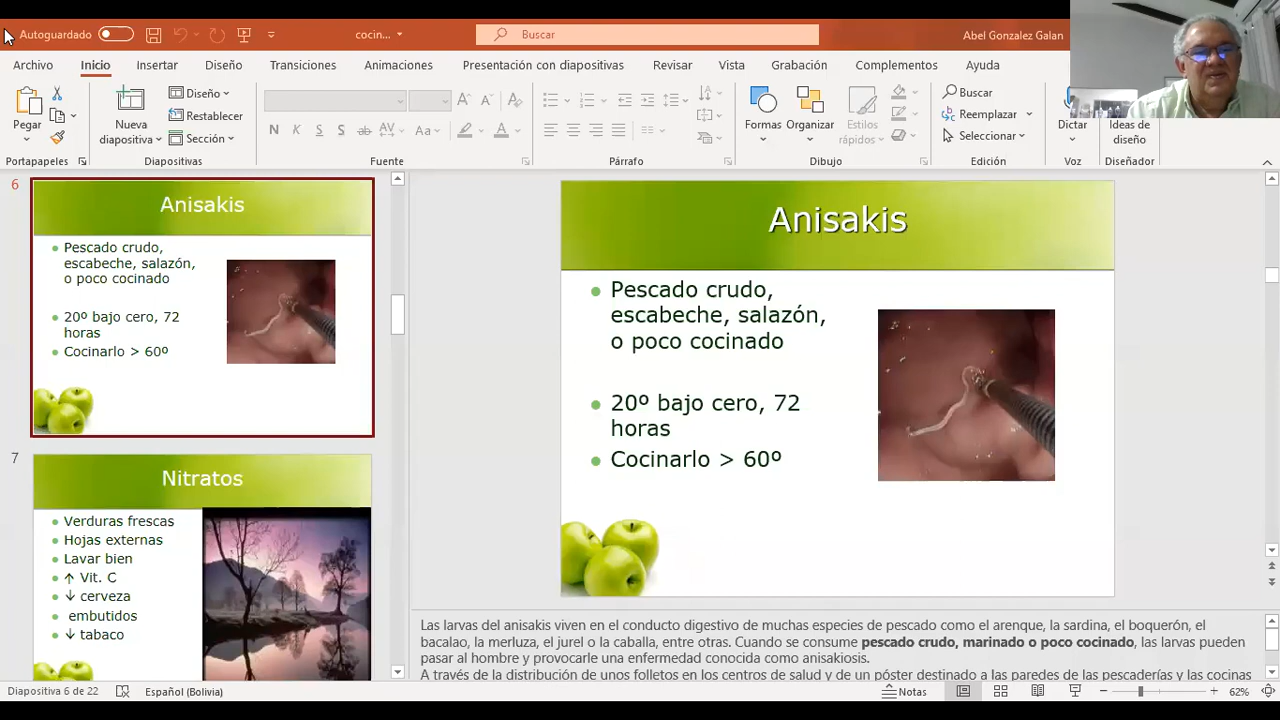 Autoguardado
cocin...
Buscar
Abel Gonzalez Galan
Archivo
Inicio
Insertar
Diseño
Transiciones
Animaciones
Presentación con diapositivas
Revisar
Vista
Grabación
Complementos
Ayuda
Pegar
Nueva
diapositiva
Diseño
Restablecer
Sección
N K S S ab AV Aa
Formas
Organizar
Estilos
rápidos
Buscar
Reemplazar
Seleccionar
Dictar
Ideas de
diseño
Portapapeles
Diapositivas
Fuente
Párrafo
Dibujo
Edición
Voz
Diseñador
6
Anisakis
• Pescado crudo,
escabeche, salazón,
o poco cocinado
• 20º bajo cero, 72
horas
• Cocinarlo > 60º
7
Nitratos
• Verduras frescas
• Hojas externas
• Lavar bien
• ↑ Vit. C
• ↓ cerveza
• embutidos
• ↓ tabaco
Anisakis
• Pescado crudo,
escabeche, salazón,
o poco cocinado
• 20º bajo cero, 72
horas
• Cocinarlo > 60º
Las larvas del anisakis viven en el conducto digestivo de muchas especies de pescado como el arenque, la sardina, el boquerón, el
bacalao, la merluza, el jurel o la caballa, entre otras. Cuando se consume pescado crudo, marinado o poco cocinado, las larvas pueden
pasar al hombre y provocarle una enfermedad conocida como anisakiosis.
A través de la distribución de unos folletos en los centros de salud y de un póster destinado a las paredes de las pescaderías y las cocinas
Diapositiva 6 de 22
Español (Bolivia)
Notas
62%